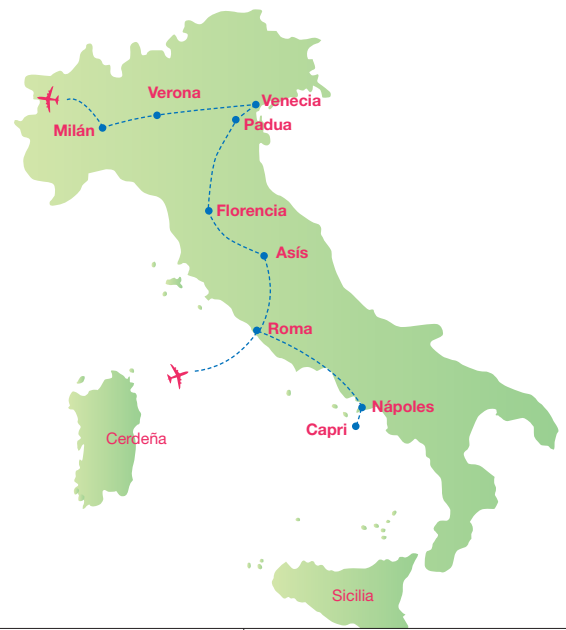 Verona
Venecia
Milán
Padua
Florencia
Asís
Roma
Nápoles
Capri
Cerdeña
Sicilia